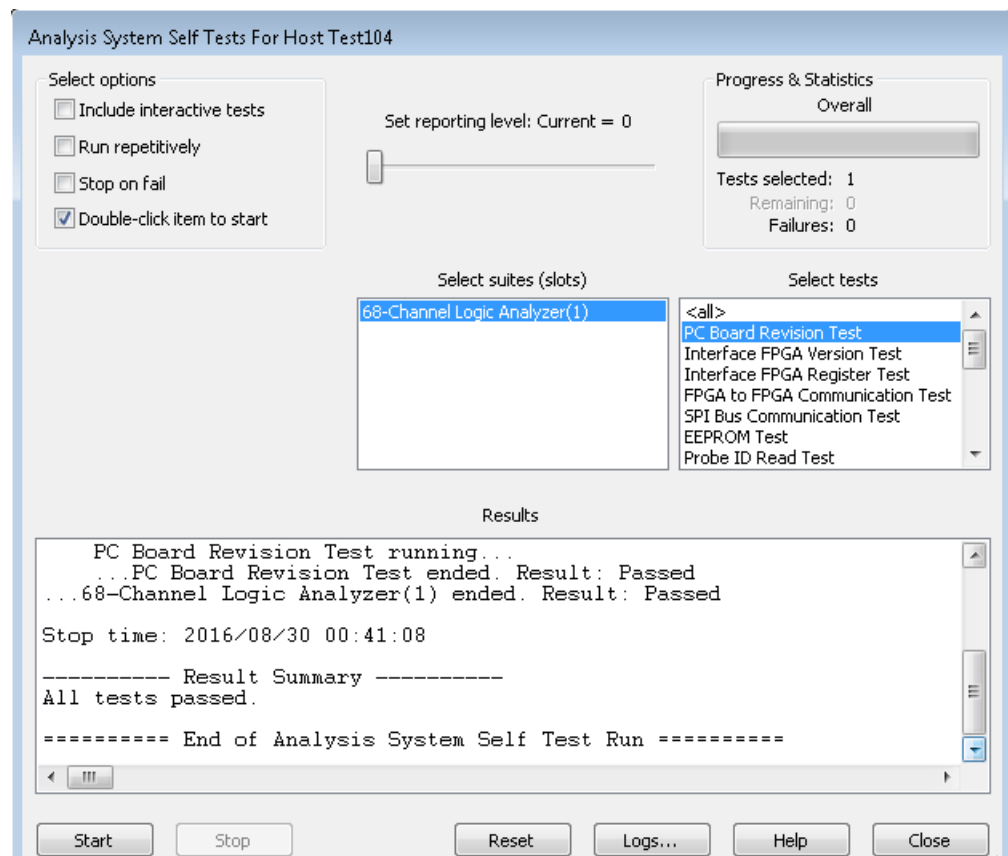 Analysis System Self Tests For Host Test104
Select options
Include interactive tests
Run repetitively
Stop on fail
Double-click item to start
Set reporting level: Current = 0
Progress & Statistics
Overall
Tests selected: 1
Remaining: 0
Failures: 0
Select suites (slots)
68-Channel Logic Analyzer(1)
Select tests
<all>
PC Board Revision Test
Interface FPGA Version Test
Interface FPGA Register Test
FPGA to FPGA Communication Test
SPI Bus Communication Test
EEPROM Test
Probe ID Read Test
Results
PC Board Revision Test running...
...PC Board Revision Test ended. Result: Passed
...68-Channel Logic Analyzer(1) ended. Result: Passed
Stop time: 2016/08/30 00:41:08
---------- Result Summary ----------
All tests passed.
========== End of Analysis System Self Test Run ==========
Start
Stop
Reset
Logs...
Help
Close